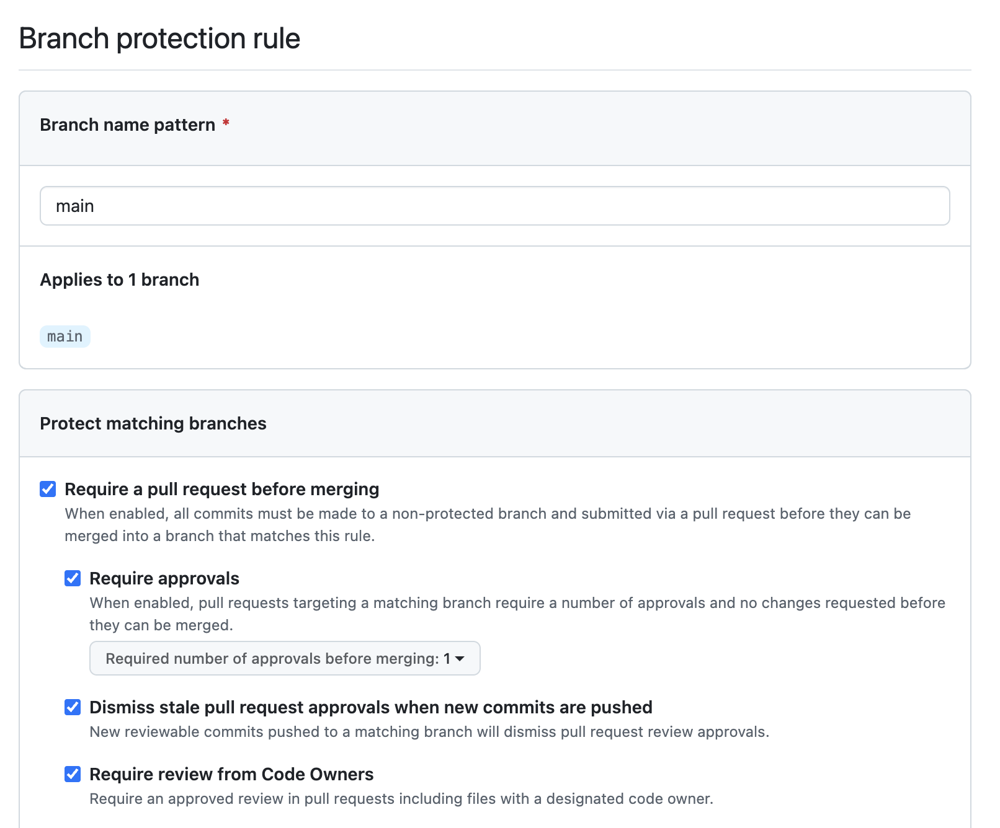 Branch protection rule
Branch name pattern *
main
Applies to 1 branch
main
Protect matching branches
Require a pull request before merging
When enabled, all commits must be made to a non-protected branch and submitted via a pull request before they can be
merged into a branch that matches this rule.
Require approvals
When enabled, pull requests targeting a matching branch require a number of approvals and no changes requested before
they can be merged.
Required number of approvals before merging: 1
Dismiss stale pull request approvals when new commits are pushed
New reviewable commits pushed to a matching branch will dismiss pull request review approvals.
Require review from Code Owners
Require an approved review in pull requests including files with a designated code owner.